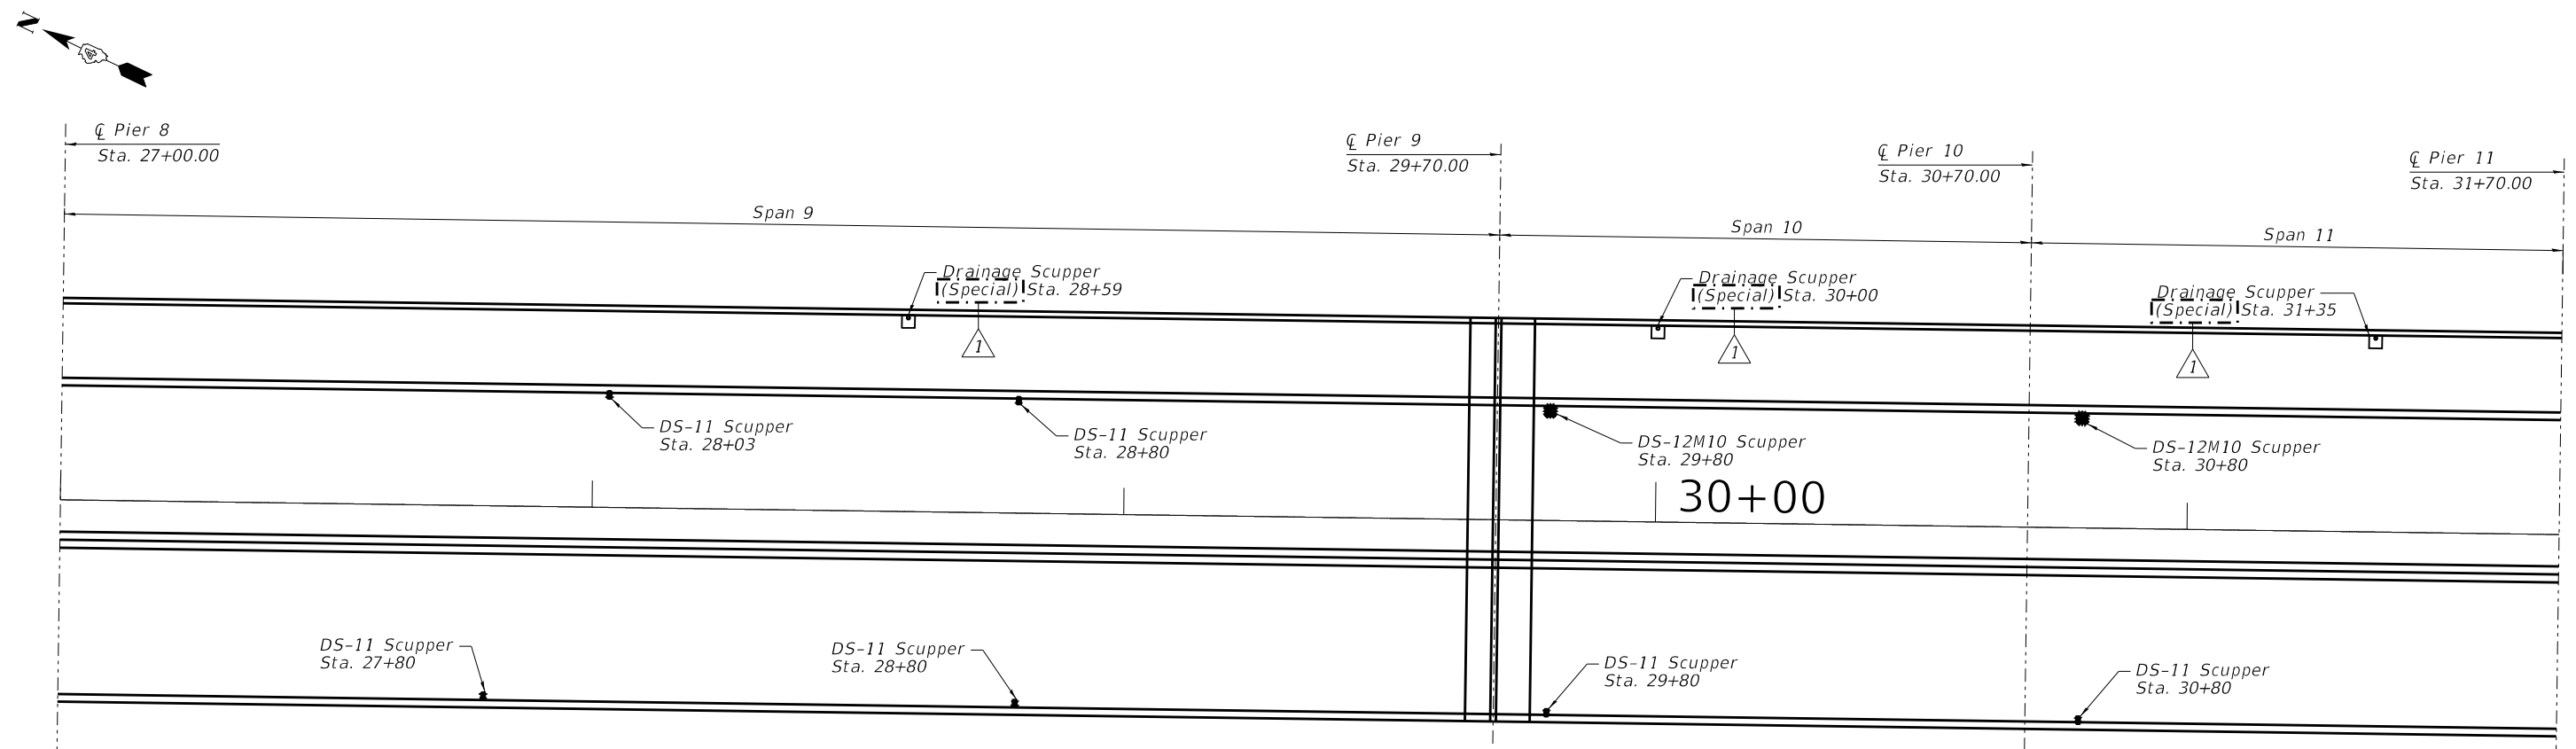 N
4
℄ Pier 8
Sta. 27+00.00
℄ Pier 9
Sta. 29+70.00
℄ Pier 10
Sta. 30+70.00
℄ Pier 11
Sta. 31+70.00
Span 9
Span 10
Span 11
Drainage Scupper
(Special) Sta. 28+59
1
Drainage Scupper
(Special) Sta. 30+00
1
Drainage Scupper
(Special) Sta. 31+35
1
DS-11 Scupper
Sta. 28+03
DS-11 Scupper
Sta. 28+80
DS-12M10 Scupper
Sta. 29+80
DS-12M10 Scupper
Sta. 30+80
30+00
DS-11 Scupper
Sta. 27+80
DS-11 Scupper
Sta. 28+80
DS-11 Scupper
Sta. 29+80
DS-11 Scupper
Sta. 30+80